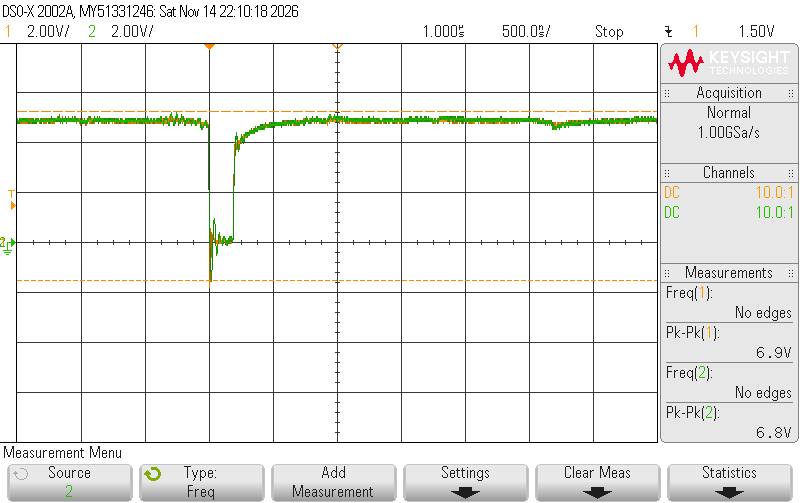 DSO-X 2002A, MY51331246: Sat Nov 14 22:10:18 2026
1 2.00V/ 2 2.00V/ 1.000s 500.0s/ Stop 1 1.50V
KEYSIGHT
TECHNOLOGIES
Acquisition
Normal
1.00GSa/s
Channels
DC 10.0:1
DC 10.0:1
Measurements
Freq(1):
No edges
Pk-Pk(1):
6.9V
Freq(2):
No edges
Pk-Pk(2):
6.8V
T
2
Measurement Menu
Source
2
Type:
Freq
Add
Measurement
Settings
Clear Meas
Statistics